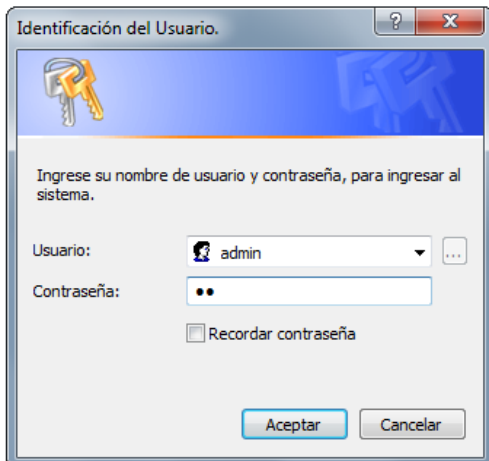 Identificación del Usuario.
?
X
Ingrese su nombre de usuario y contraseña, para ingresar al
sistema.
Usuario: admin ...
Contraseña: ●●
Recordar contraseña
Aceptar Cancelar